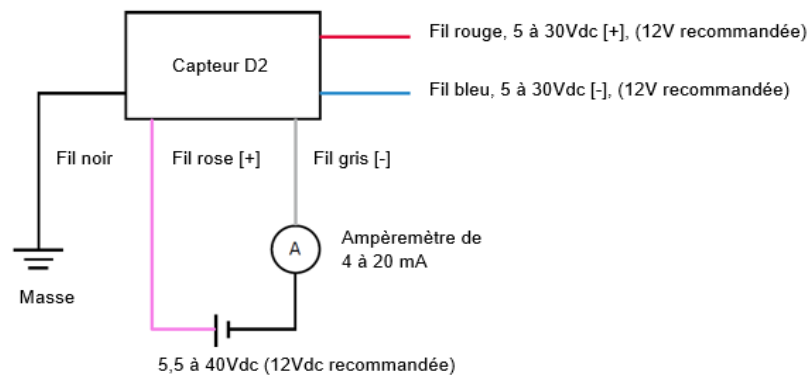 Fil rouge, 5 à 30Vdc [+], (12V recommandée)
Capteur D2
Fil bleu, 5 à 30Vdc [-], (12V recommandée)
Fil noir
Fil rose [+]
Fil gris [-]
A
Ampèremètre de
4 à 20 mA
Masse
5,5 à 40Vdc (12Vdc recommandée)